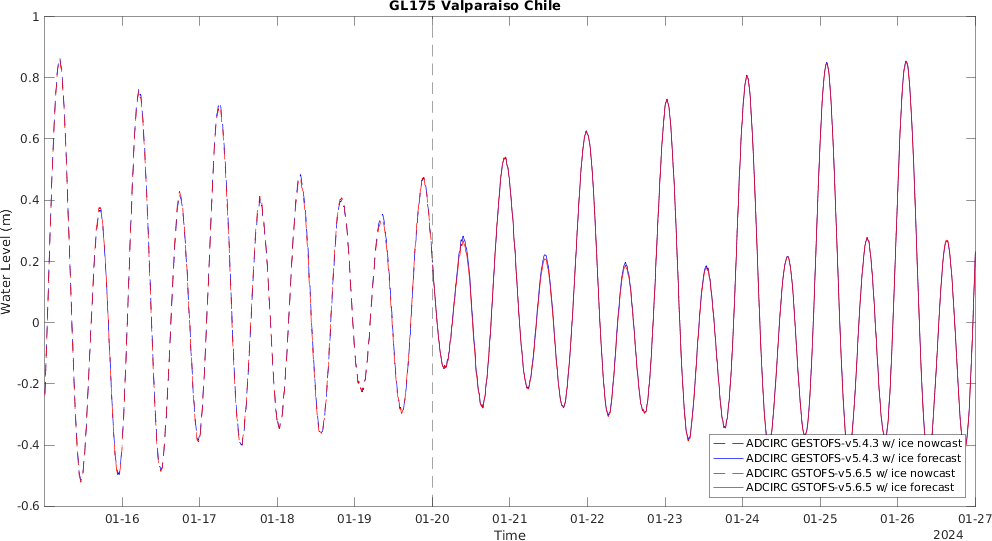 GL175 Valparaiso Chile
1
0.8
0.6
0.4
0.2
0
-0.2
-0.4
-0.6
Water Level (m)
ADCIRC GESTOFS-v5.4.3 w/ ice nowcast
ADCIRC GESTOFS-v5.4.3 w/ ice forecast
ADCIRC GSTOFS-v5.6.5 w/ ice nowcast
ADCIRC GSTOFS-v5.6.5 w/ ice forecast
01-16 01-17 01-18 01-19 01-20 01-21 01-22 01-23 01-24 01-25 01-26 01-27
Time
2024